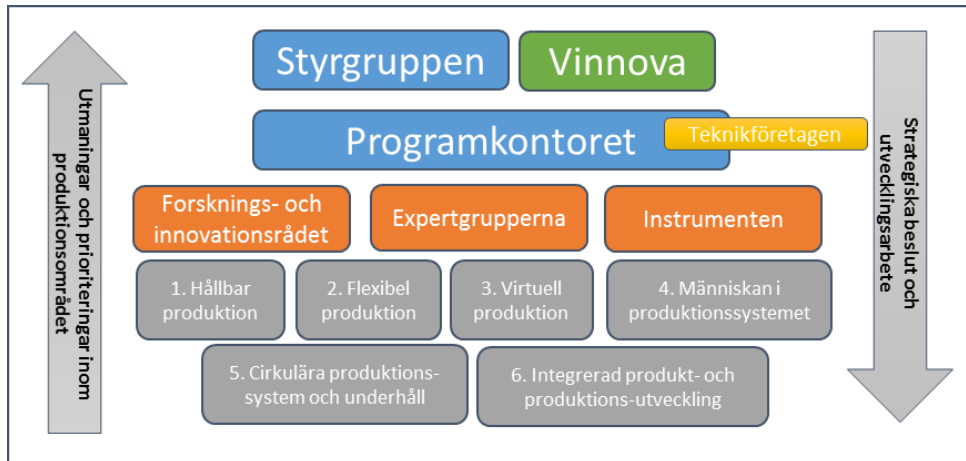 Styrgruppen
Vinnova
Programkontoret
Teknikföretagen
Forsknings- och
innovationsrådet
Expertgrupperna
Instrumenten
1. Hållbar
produktion
2. Flexibel
produktion
3. Virtuell
produktion
4. Människan i
produktionssystemet
5. Cirkulära produktions-
system och underhåll
6. Integrerad produkt- och
produktions-utveckling
Utmaningar och prioriteringar inom
produktionsområdet
Strategiska beslut och
utvecklingsarbete